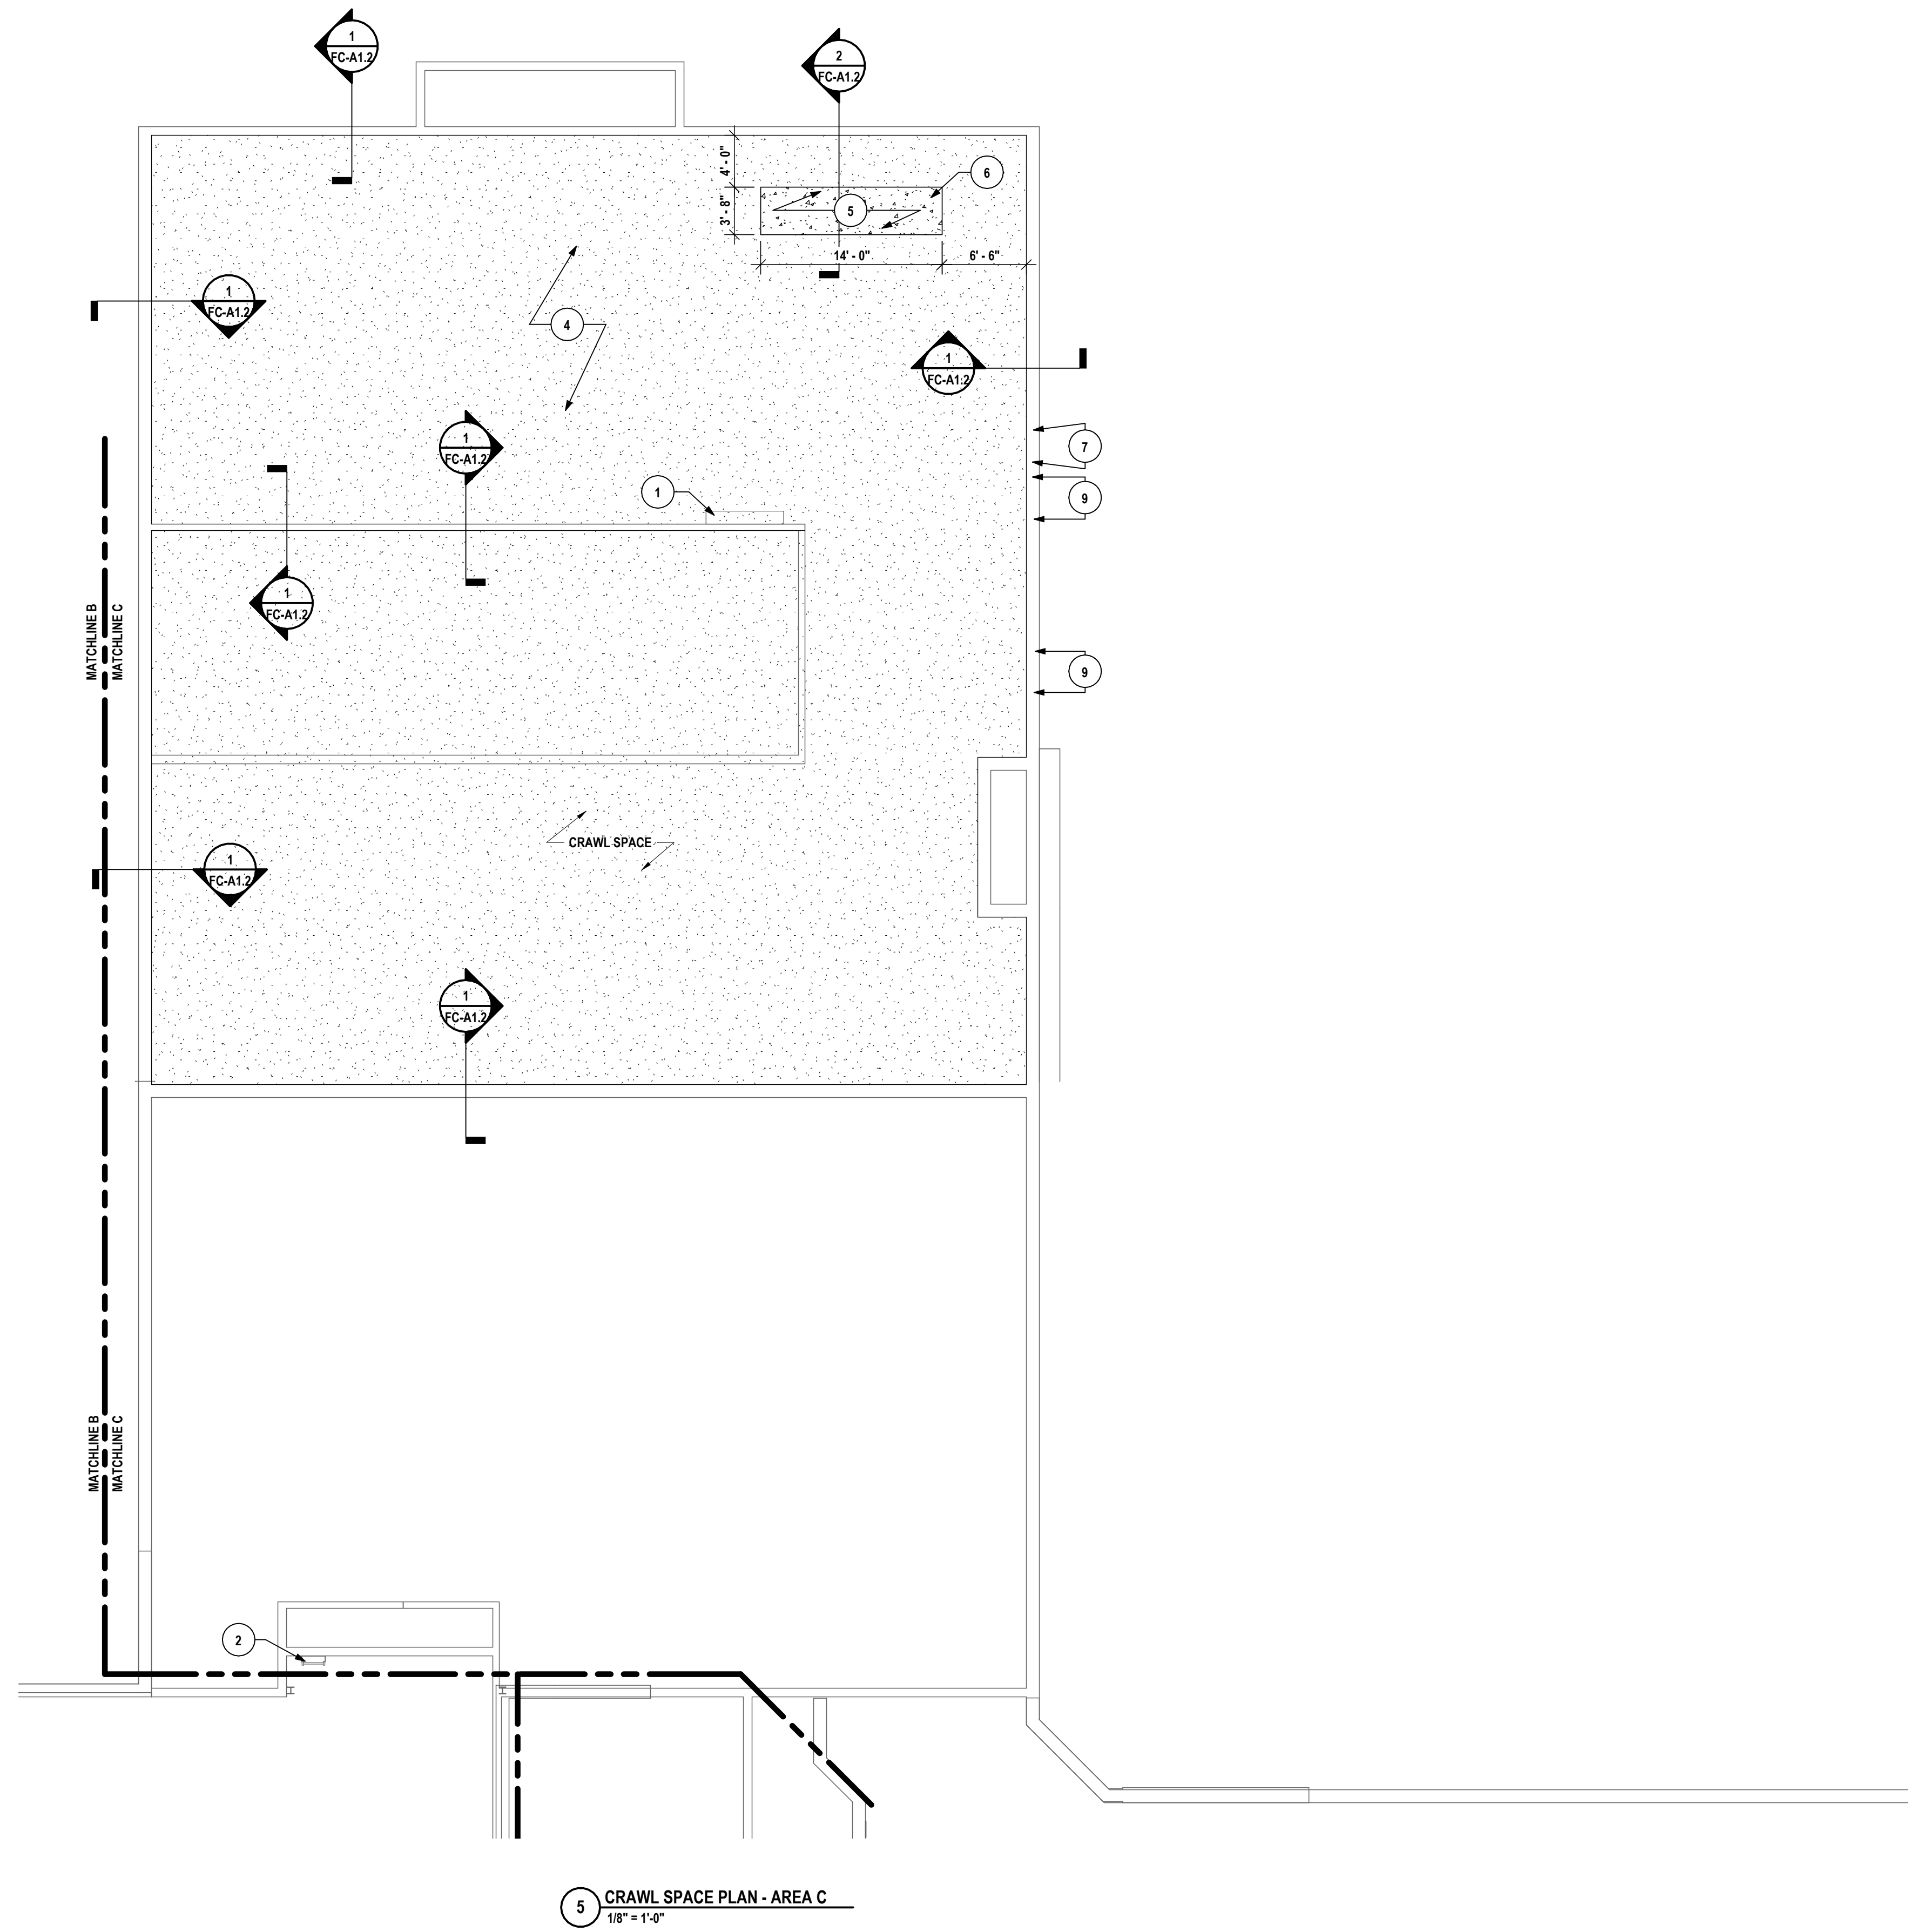 1
FC-A1.2
2
FC-A1.2
4' - 0"
3' - 8"
6
5
14' - 0"
6' - 6"
1
FC-A1.2
4
1
FC-A1.2
7
1
FC-A1.2
9
1
1
FC-A1.2
MATCHLINE B
MATCHLINE C
9
CRAWL SPACE
1
FC-A1.2
1
FC-A1.2
MATCHLINE B
MATCHLINE C
2
5
CRAWL SPACE PLAN - AREA C
1/8" = 1'-0"